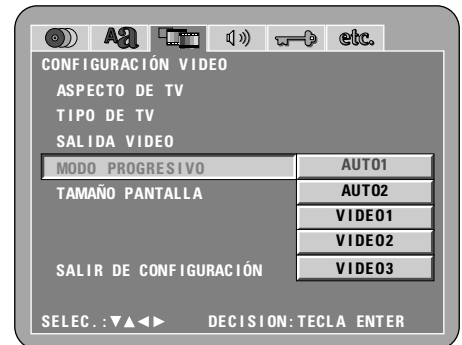 Aa etc.
CONFIGURACIÓN VIDEO
ASPECTO DE TV
TIPO DE TV
SALIDA VIDEO
MODO PROGRESIVO AUTO1
TAMAÑO PANTALLA AUTO2
VIDEO1
VIDEO2
SALIR DE CONFIGURACIÓN VIDEO3
SELEC.:▼▲◄► DECISION:TECLA ENTER